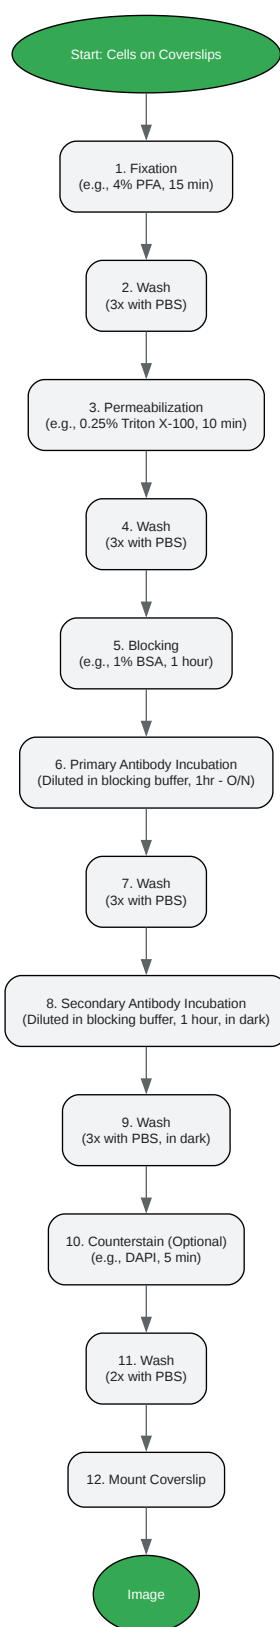 Start: Cells on Coverslips
1. Fixation
(e.g., 4% PFA, 15 min)
2. Wash
(3x with PBS)
3. Permeabilization
(e.g., 0.25% Triton X-100, 10 min)
4. Wash
(3x with PBS)
5. Blocking
(e.g., 1% BSA, 1 hour)
6. Primary Antibody Incubation
(Diluted in blocking buffer, 1hr - O/N)
7. Wash
(3x with PBS)
8. Secondary Antibody Incubation
(Diluted in blocking buffer, 1 hour, in dark)
9. Wash
(3x with PBS, in dark)
10. Counterstain (Optional)
(e.g., DAPI, 5 min)
11. Wash
(2x with PBS)
12. Mount Coverslip
Image